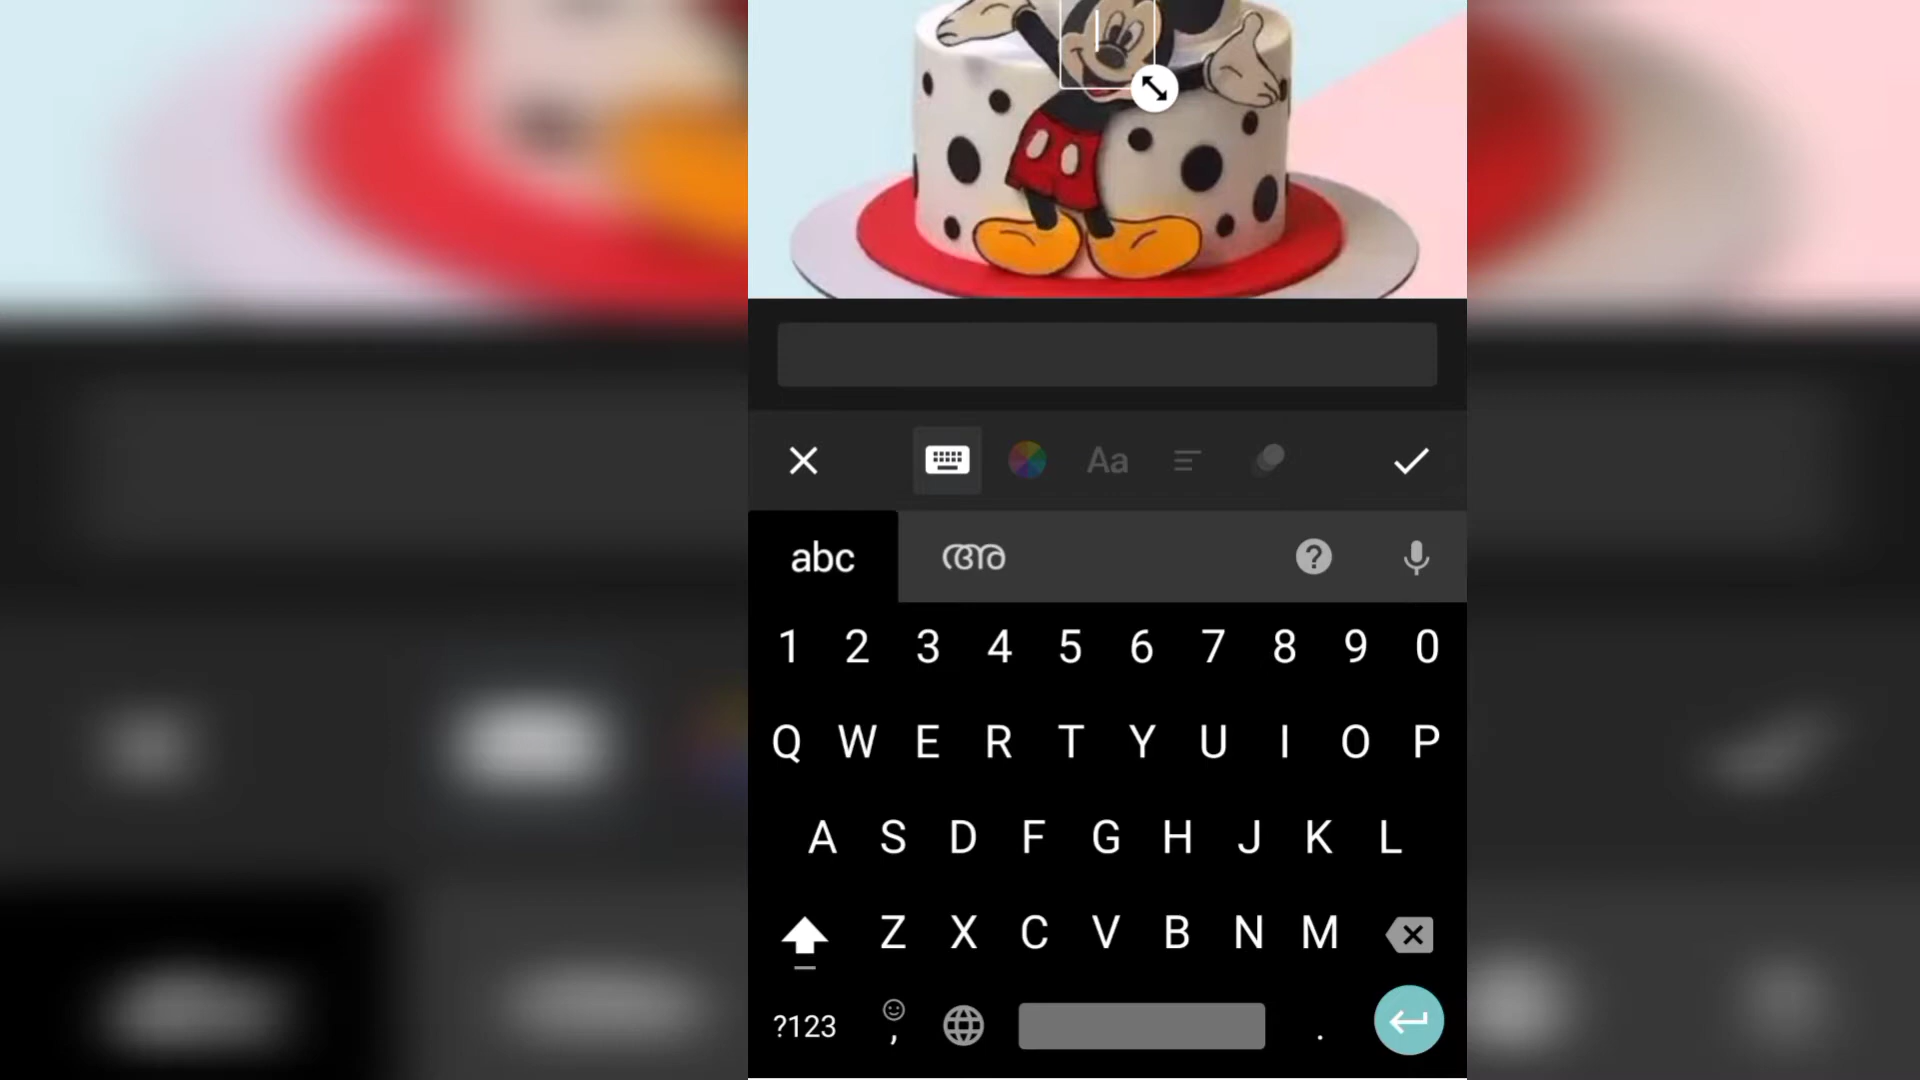 Aa
abc അ
1 2 3 4 5 6 7 8 9 0
Q W E R T Y U I O P
A S D F G H J K L
Z X C V B N M
?123 , .